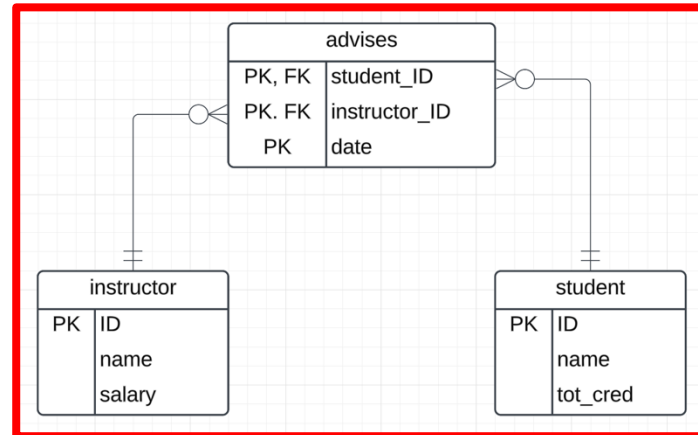 advises
PK, FK student_ID
PK. FK instructor_ID
PK date
instructor
PK ID
name
salary
student
PK ID
name
tot_cred